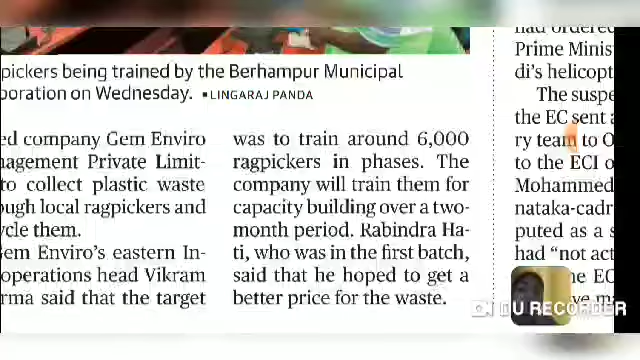 pickers being trained by the Berhampur Municipal
poration on Wednesday. ▪LINGARAJ PANDA
ed company Gem Enviro
nagement Private Limit-
to collect plastic waste
ough local ragpickers and
ycle them.
Gem Enviro's eastern In-
operations head Vikram
rma said that the target
was to train around 6,000
ragpickers in phases. The
company will train them for
capacity building over a two-
month period. Rabindra Ha-
ti, who was in the first batch,
said that he hoped to get a
better price for the waste.
had ordered
Prime Minis
di's helicopt
The suspe
the EC sent a
ry team to O
to the ECI o
Mohammed
nataka-cadr
puted as a s
had "not act
he EC
ve ma
DU RECORDER